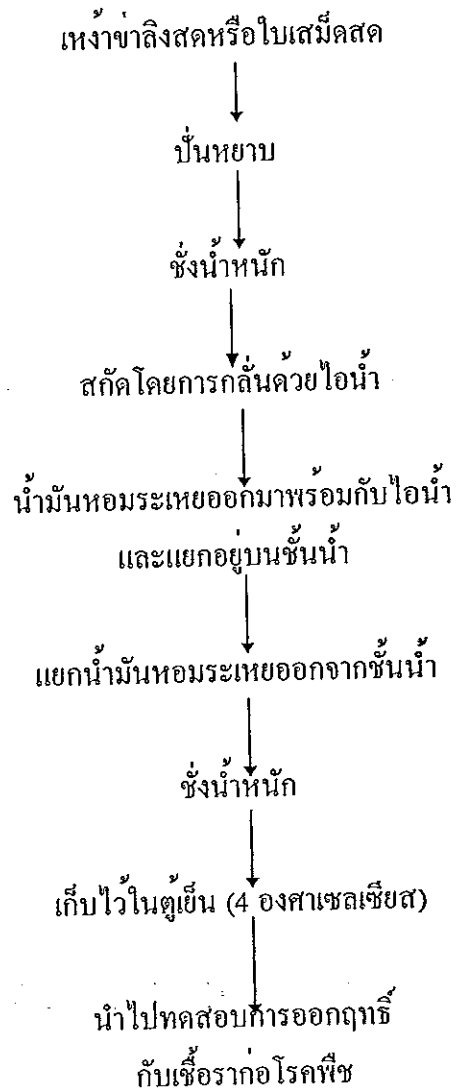 เหง้าข่าลิงสดหรือใบเสม็ดสด
ปั่นหยาบ
ชั่งน้ำหนัก
สกัดโดยการกลั่นด้วยไอน้ำ
น้ำมันหอมระเหยออกมาพร้อมกับไอน้ำ
และแยกอยู่บนชั้นน้ำ
แยกน้ำมันหอมระเหยออกจากชั้นน้ำ
ชั่งน้ำหนัก
เก็บไว้ในตู้เย็น (4 องศาเซลเซียส)
นำไปทดสอบการออกฤทธิ์
กับเชื้อราก่อโรคพืช